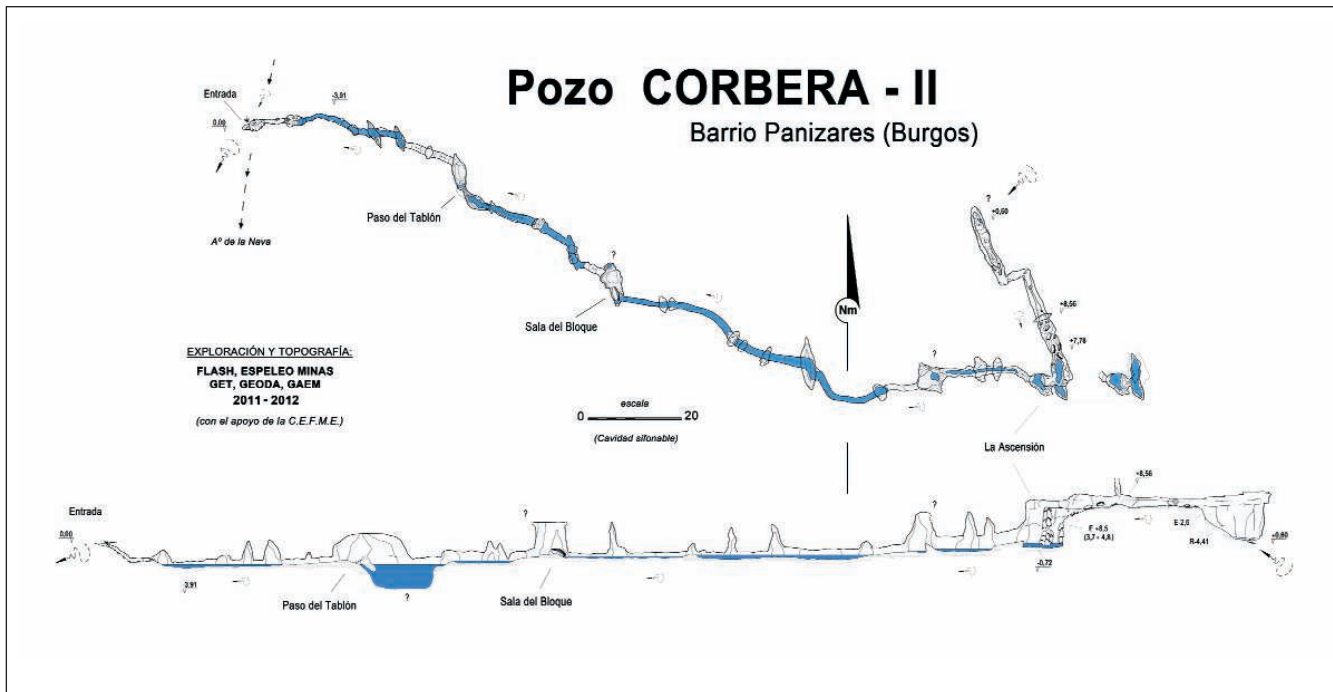 Pozo CORBERA - II
Barrio Panizares (Burgos)
Entrada
0,00
-3,91
Paso del Tablón
Aº de la Nava
?
Sala del Bloque
Nm
?
+0,60
+8,56
+7,78
?
EXPLORACIÓN Y TOPOGRAFÍA:
FLASH, ESPELEO MINAS
GET, GEODA, GAEM
2011 - 2012
(con el apoyo de la C.E.F.M.E.)
escala
0 20
(Cavidad sifonable)
La Ascensión
Entrada
0,00
3,91
Paso del Tablón
?
?
Sala del Bloque
?
+8,56
E +8,5
(3,7 - 4,8)
-0,72
R-4,41
+0,60